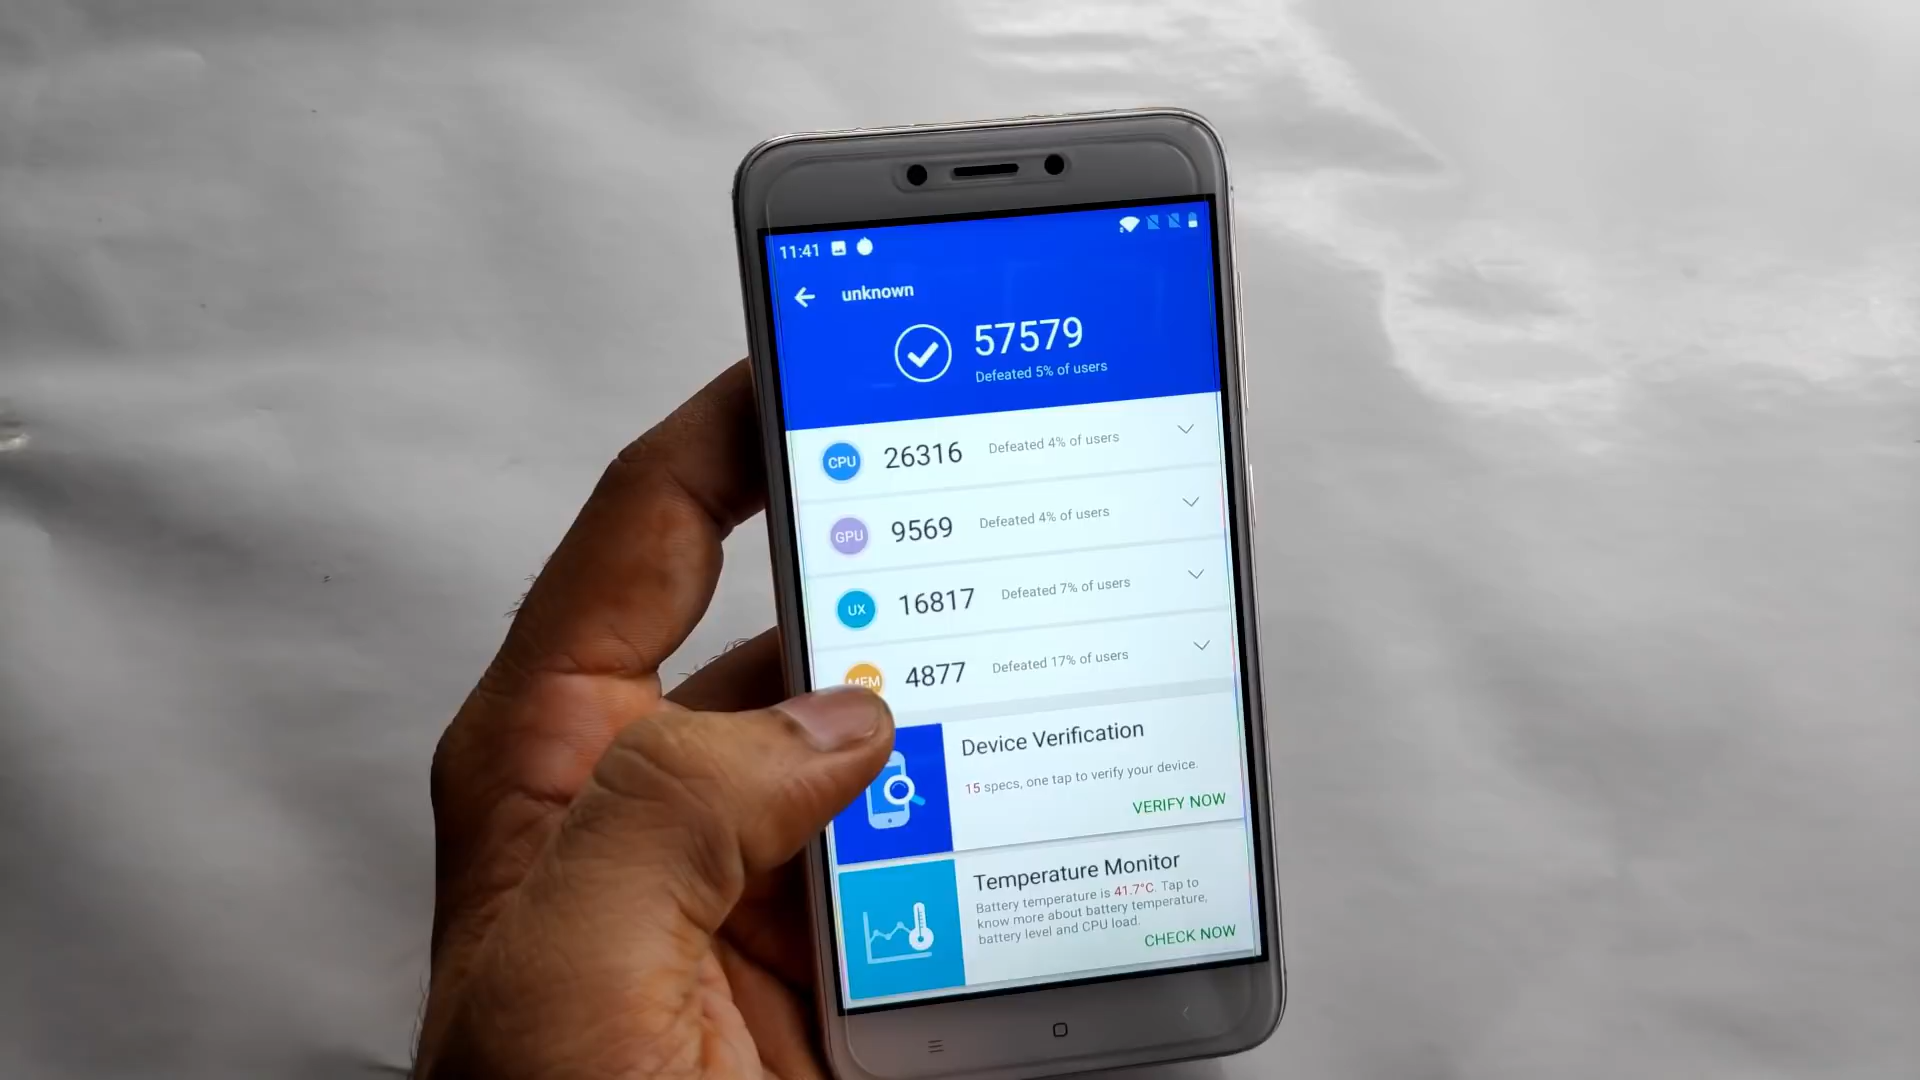 11:41
unknown
57579
Defeated 5% of users
CPU 26316 Defeated 4% of users
GPU 9569 Defeated 4% of users
UX 16817 Defeated 7% of users
MEM 4877 Defeated 17% of users
Device Verification
15 specs, one tap to verify your device.
VERIFY NOW
Temperature Monitor
Battery temperature is 41.7°C. Tap to
know more about battery temperature,
battery level and CPU load.
CHECK NOW